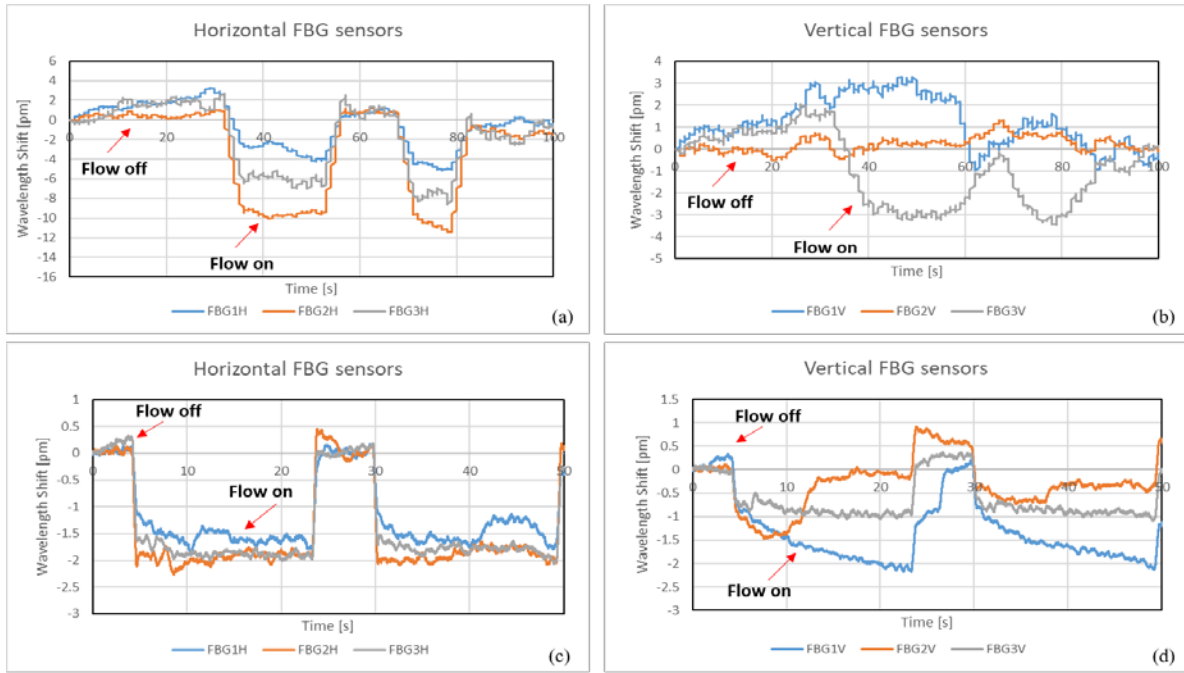 Horizontal FBG sensors
6
4
2
0
-2
-4
-6
-8
-10
-12
-14
-16
0
20
40
60
80
100
Wavelength Shift [pm]
Time [s]
Flow off
Flow on
FBG1H FBG2H FBG3H
(a)
Vertical FBG sensors
4
3
2
1
0
-1
-2
-3
-4
-5
0
20
40
60
80
100
Wavelength Shift [pm]
Time [s]
Flow off
Flow on
FBG1V FBG2V FBG3V
(b)
Horizontal FBG sensors
1
0.5
0
-0.5
-1
-1.5
-2
-2.5
-3
0
10
20
30
40
50
Wavelength Shift [pm]
Time [s]
Flow off
Flow on
FBG1H FBG2H FBG3H
(c)
Vertical FBG sensors
1.5
1
0.5
0
-0.5
-1
-1.5
-2
-2.5
-3
0
10
20
30
40
50
Wavelength Shift [pm]
Time [s]
Flow off
Flow on
FBG1V FBG2V FBG3V
(d)